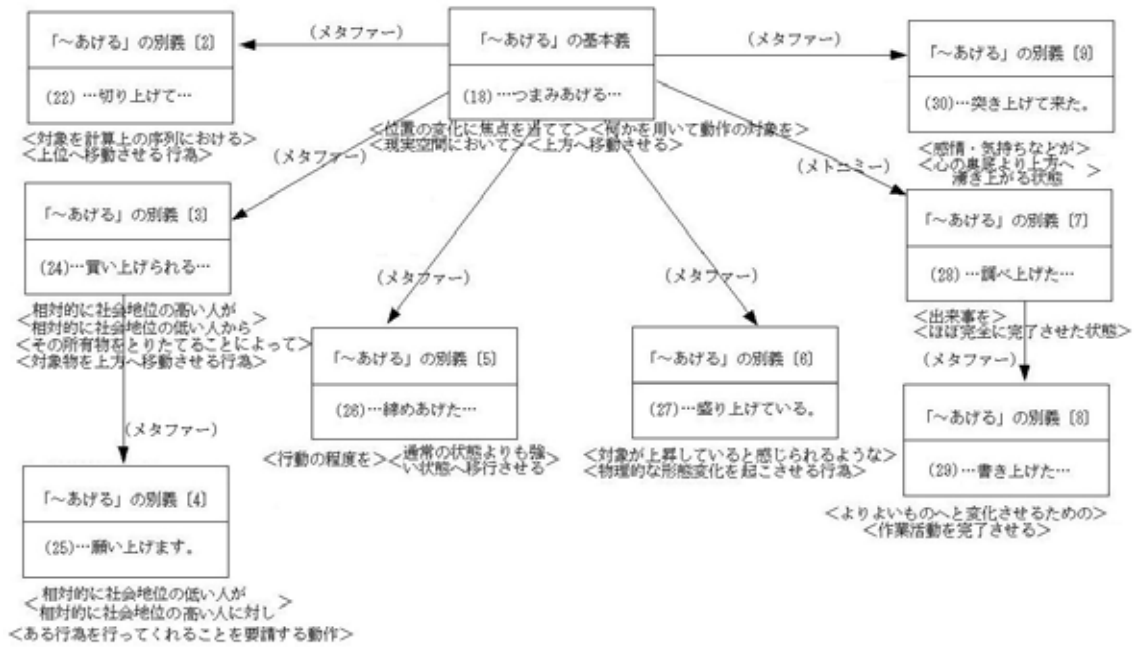 「〜あげる」の別義〔2〕
(22)…切り上げて…
＜対象を計算上の序列における＞
＜上位へ移動させる行為＞
(メタファー)
「〜あげる」の基本義
(18)…つまみあげる…
＜位置の変化に焦点を当てて＞＜何かを用いて動作の対象を＞
＜現実空間において＞＜上方へ移動させる＞
(メタファー)
「〜あげる」の別義〔9〕
(30)…突き上げて来た。
＜感情・気持ちなどが＞
＜心の奥底より上方へ
湧き上がる状態＞
(メタファー)
「〜あげる」の別義〔3〕
(24)…買い上げられる…
＜相対的に社会地位の高い人が
相対的に社会地位の低い人から＞
＜その所有物をとりたてることによって＞
＜対象物を上方へ移動させる行為＞
(メトニミー)
「〜あげる」の別義〔7〕
(28)…調べ上げた…
＜出来事を＞
＜ほぼ完全に完了させた状態＞
(メタファー)
「〜あげる」の別義〔5〕
(26)…締めあげた…
＜行動の程度を＞＜通常の状態よりも強
い状態へ移行させる＞
(メタファー)
「〜あげる」の別義〔6〕
(27)…盛り上げている。
＜対象が上昇していると感じられるような＞
＜物理的な形態変化を起こさせる行為＞
(メタファー)
「〜あげる」の別義〔8〕
(29)…書き上げた…
＜よりよいものへと変化させるための＞
＜作業活動を完了させる＞
(メタファー)
「〜あげる」の別義〔4〕
(25)…願い上げます。
＜相対的に社会地位の低い人が
相対的に社会地位の高い人に対し＞
＜ある行為を行ってくれることを要請する動作＞